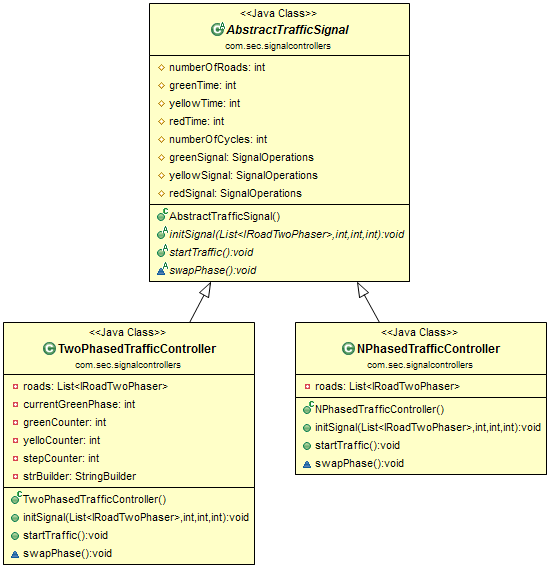 <<Java Class>>
AbstractTrafficSignal
com.sec.signalcontrollers
numberOfRoads: int
greenTime: int
yellowTime: int
redTime: int
numberOfCycles: int
greenSignal: SignalOperations
yellowSignal: SignalOperations
redSignal: SignalOperations
AbstractTrafficSignal()
initSignal(List<IRoadTwoPhaser>,int,int,int):void
startTraffic():void
swapPhase():void
<<Java Class>>
TwoPhasedTrafficController
com.sec.signalcontrollers
roads: List<IRoadTwoPhaser>
currentGreenPhase: int
greenCounter: int
yelloCounter: int
stepCounter: int
strBuilder: StringBuilder
TwoPhasedTrafficController()
initSignal(List<IRoadTwoPhaser>,int,int,int):void
startTraffic():void
swapPhase():void
<<Java Class>>
NPhasedTrafficController
com.sec.signalcontrollers
roads: List<IRoadTwoPhaser>
NPhasedTrafficController()
initSignal(List<IRoadTwoPhaser>,int,int,int):void
startTraffic():void
swapPhase():void